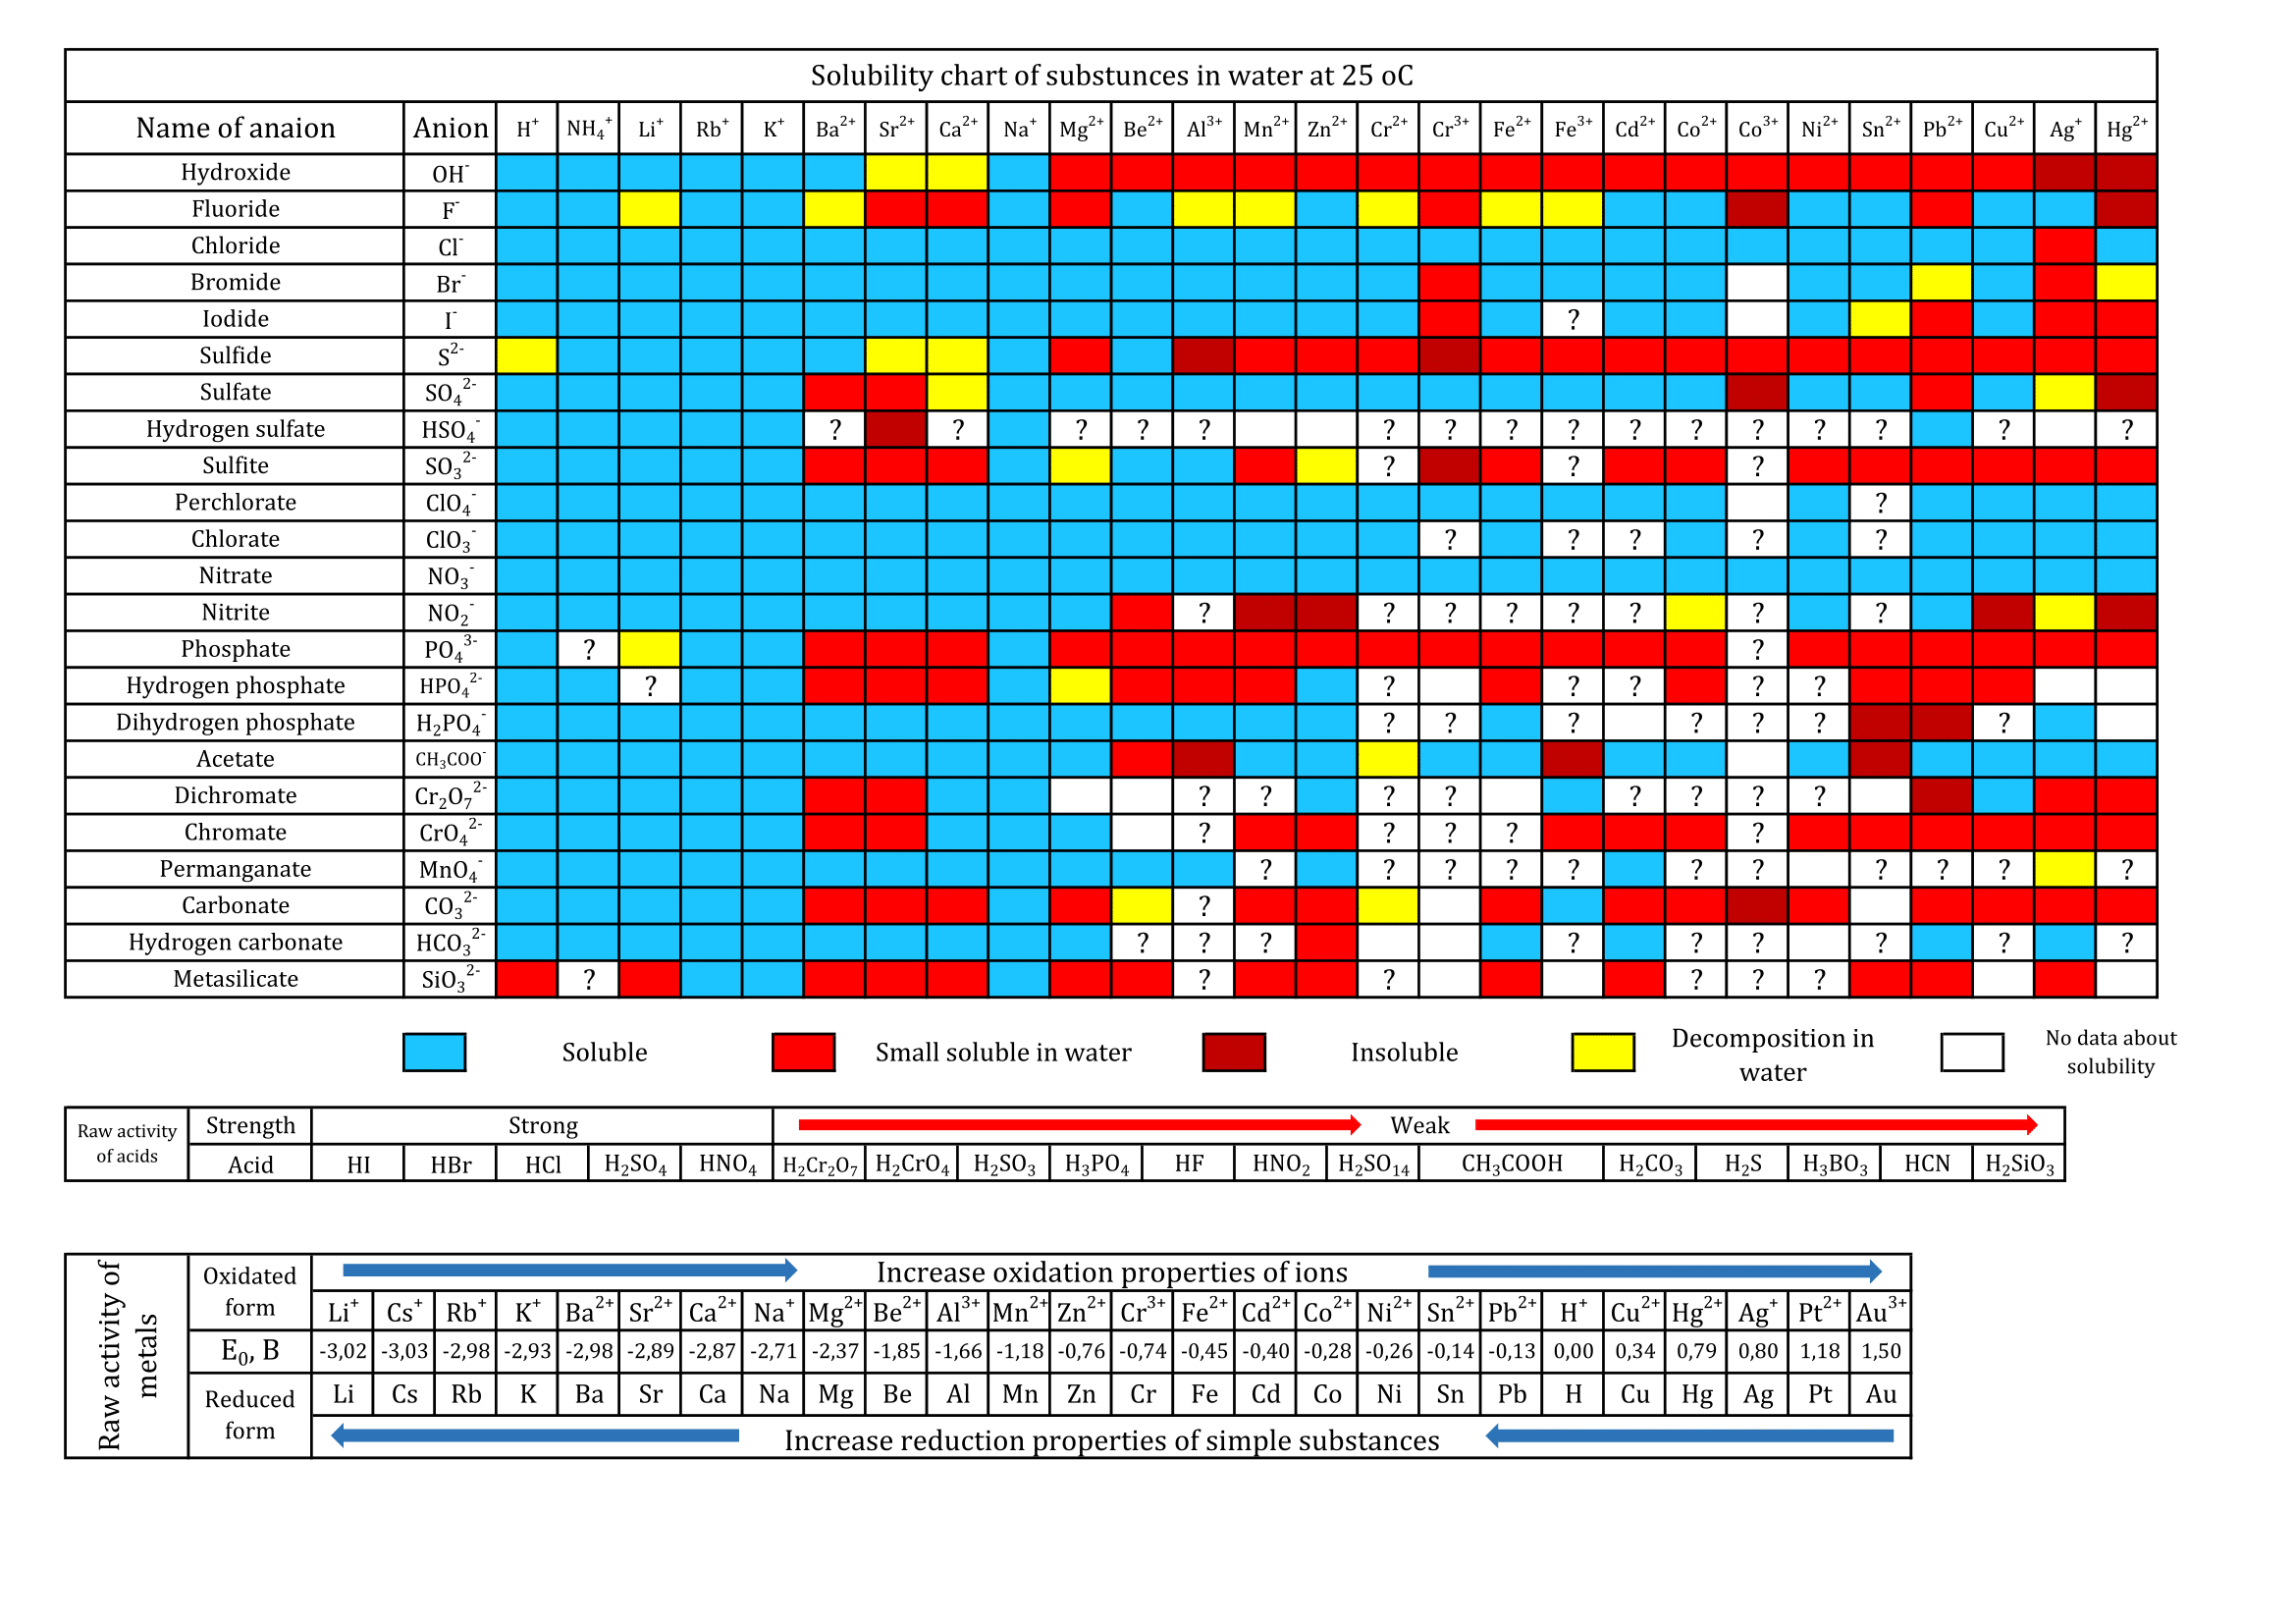 Solubility chart of substunces in water at 25 oC
Name of anaion Anion H⁺ NH₄⁺ Li⁺ Rb⁺ K⁺ Ba²⁺ Sr²⁺ Ca²⁺ Na⁺ Mg²⁺ Be²⁺ Al³⁺ Mn²⁺ Zn²⁺ Cr²⁺ Cr³⁺ Fe²⁺ Fe³⁺ Cd²⁺ Co²⁺ Co³⁺ Ni²⁺ Sn²⁺ Pb²⁺ Cu²⁺ Ag⁺ Hg²⁺
Hydroxide OH⁻
Fluoride F⁻
Chloride Cl⁻
Bromide Br⁻
Iodide I⁻ ?
Sulfide S²⁻
Sulfate SO₄²⁻
Hydrogen sulfate HSO₄⁻ ? ? ? ? ? ? ? ? ? ? ? ? ? ? ? ?
Sulfite SO₃²⁻ ? ? ?
Perchlorate ClO₄⁻ ?
Chlorate ClO₃⁻ ? ? ? ? ?
Nitrate NO₃⁻
Nitrite NO₂⁻ ? ? ? ? ? ? ? ?
Phosphate PO₄³⁻ ? ?
Hydrogen phosphate HPO₄²⁻ ? ? ? ? ? ?
Dihydrogen phosphate H₂PO₄⁻ ? ? ? ? ? ? ?
Acetate CH₃COO⁻
Dichromate Cr₂O₇²⁻ ? ? ? ? ? ? ? ?
Chromate CrO₄²⁻ ? ? ? ? ?
Permanganate MnO₄⁻ ? ? ? ? ? ? ? ? ? ? ?
Carbonate CO₃²⁻ ?
Hydrogen carbonate HCO₃²⁻ ? ? ? ? ? ? ? ? ?
Metasilicate SiO₃²⁻ ? ? ? ? ? ?
Soluble
Small soluble in water
Insoluble
Decomposition in
water
No data about
solubility
Raw activity
of acids
Strength Strong Weak
Acid HI HBr HCl H₂SO₄ HNO₄ H₂Cr₂O₇ H₂CrO₄ H₂SO₃ H₃PO₄ HF HNO₂ H₂SO₁₄ CH₃COOH H₂CO₃ H₂S H₃BO₃ HCN H₂SiO₃
Raw activity of
metals
Oxidated
form
Increase oxidation properties of ions
Li⁺ Cs⁺ Rb⁺ K⁺ Ba²⁺ Sr²⁺ Ca²⁺ Na⁺ Mg²⁺ Be²⁺ Al³⁺ Mn²⁺ Zn²⁺ Cr³⁺ Fe²⁺ Cd²⁺ Co²⁺ Ni²⁺ Sn²⁺ Pb²⁺ H⁺ Cu²⁺ Hg²⁺ Ag⁺ Pt²⁺ Au³⁺
E₀, B -3,02 -3,03 -2,98 -2,93 -2,98 -2,89 -2,87 -2,71 -2,37 -1,85 -1,66 -1,18 -0,76 -0,74 -0,45 -0,40 -0,28 -0,26 -0,14 -0,13 0,00 0,34 0,79 0,80 1,18 1,50
Reduced
form
Li Cs Rb K Ba Sr Ca Na Mg Be Al Mn Zn Cr Fe Cd Co Ni Sn Pb H Cu Hg Ag Pt Au
Increase reduction properties of simple substances